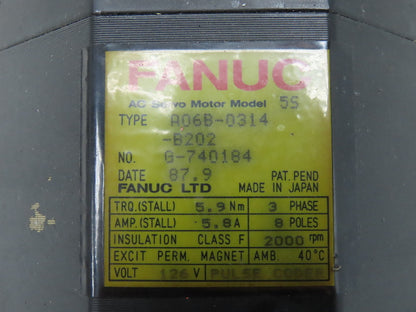 FANUC
AC Servo Motor Model 5S
TYPE A06B-0314
-B202
NO. G-740184
DATE 87.9 PAT. PEND
FANUC LTD MADE IN JAPAN
TRQ.(STALL) 5.9 Nm 3 PHASE
AMP.(STALL) 5.8A 8 POLES
INSULATION CLASS F 2000 rpm
EXCIT PERM. MAGNET AMB. 40°C
VOLT 126 V PULSE CODER